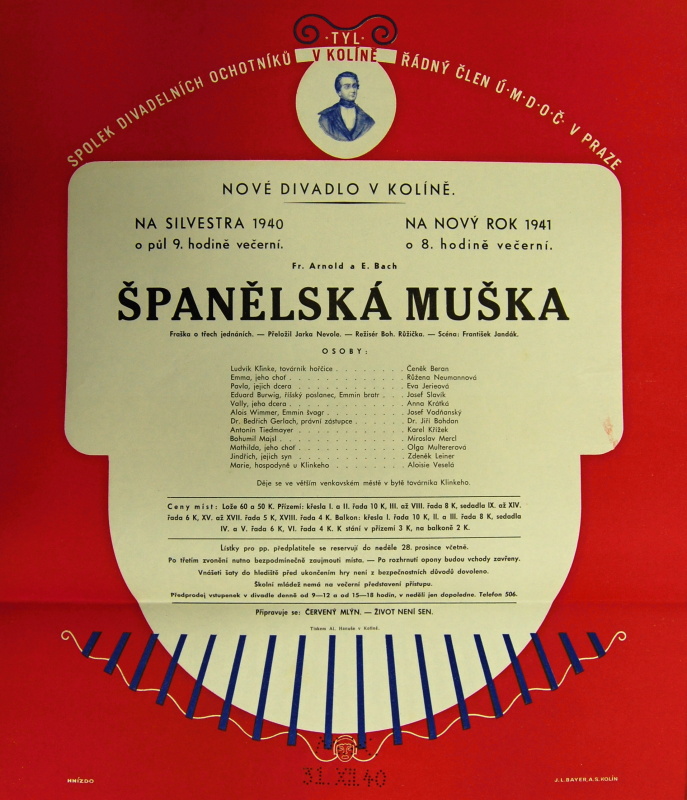 · TYL ·
V KOLÍNĚ
SPOLEK DIVADELNÍCH OCHOTNÍKŮ
ŘÁDNÝ ČLEN Ú·M·D·O·Č· V PRAZE
NOVÉ DIVADLO V KOLÍNĚ.
NA SILVESTRA 1940
o půl 9. hodině večerní.
NA NOVÝ ROK 1941
o 8. hodině večerní.
Fr. Arnold a E. Bach
ŠPANĚLSKÁ MUŠKA
Fraška o třech jednáních. — Přeložil Jarka Nevole. — Režisér Boh. Růžička. — Scéna: František Jandák.
OSOBY:
Ludvík Klinke, továrník hořčice . . . . . . . . . Čeněk Beran
Emma, jeho choť . . . . . . . . . . . . . . Růžena Neumannová
Pavla, jejich dcera . . . . . . . . . . . . . . Eva Jerieová
Eduard Burwig, říšský poslanec, Emmin bratr . . . Josef Slavík
Vally, jeho dcera . . . . . . . . . . . . . . Anna Krátká
Alois Wimmer, Emmin švagr . . . . . . . . . . Josef Vodňanský
Dr. Bedřich Gerlach, právní zástupce . . . . . . Dr. Jiří Bohdan
Antonín Tiedmayer . . . . . . . . . . . . . . Karel Křížek
Bohumil Majsl . . . . . . . . . . . . . . . Miroslav Mercl
Mathilda, jeho choť . . . . . . . . . . . . . . Olga Multererová
Jindřich, jejich syn . . . . . . . . . . . . . . Zdeněk Leiner
Marie, hospodyně u Klinkeho . . . . . . . . . Aloisie Veselá
Děje se ve větším venkovském městě v bytě továrníka Klinkeho.
Ceny míst: Lože 60 a 50 K. Přízemí: křesla I. a II. řada 10 K, III. až VIII. řada 8 K, sedadla IX. až XIV.
řada 6 K, XV. až XVII. řada 5 K, XVIII. řada 4 K. Balkon: křesla I. řada 10 K, II. a III. řada 8 K, sedadla
IV. a V. řada 6 K, VI. řada 4 K. K stání v přízemí 3 K, na balkoně 2 K.
Lístky pro pp. předplatitele se reservují do neděle 28. prosince včetně.
Po třetím zvonění nutno bezpodmínečně zaujmouti místa. — Po rozhrnutí opony budou vchody zavřeny.
Vnášeti šaty do hlediště před ukončením hry není z bezpečnostních důvodů dovoleno.
Školní mládež nemá na večerní představení přístupu.
Předprodej vstupenek v divadle denně od 9—12 a od 15—18 hodin, v neděli jen dopoledne. Telefon 506.
Připravuje se: ČERVENÝ MLÝN. — ŽIVOT NENÍ SEN.
Tiskem Al. Hanuše v Kolíně.
31. XII. 40
HNÍZDO
J. L. BAYER, A. S. KOLÍN